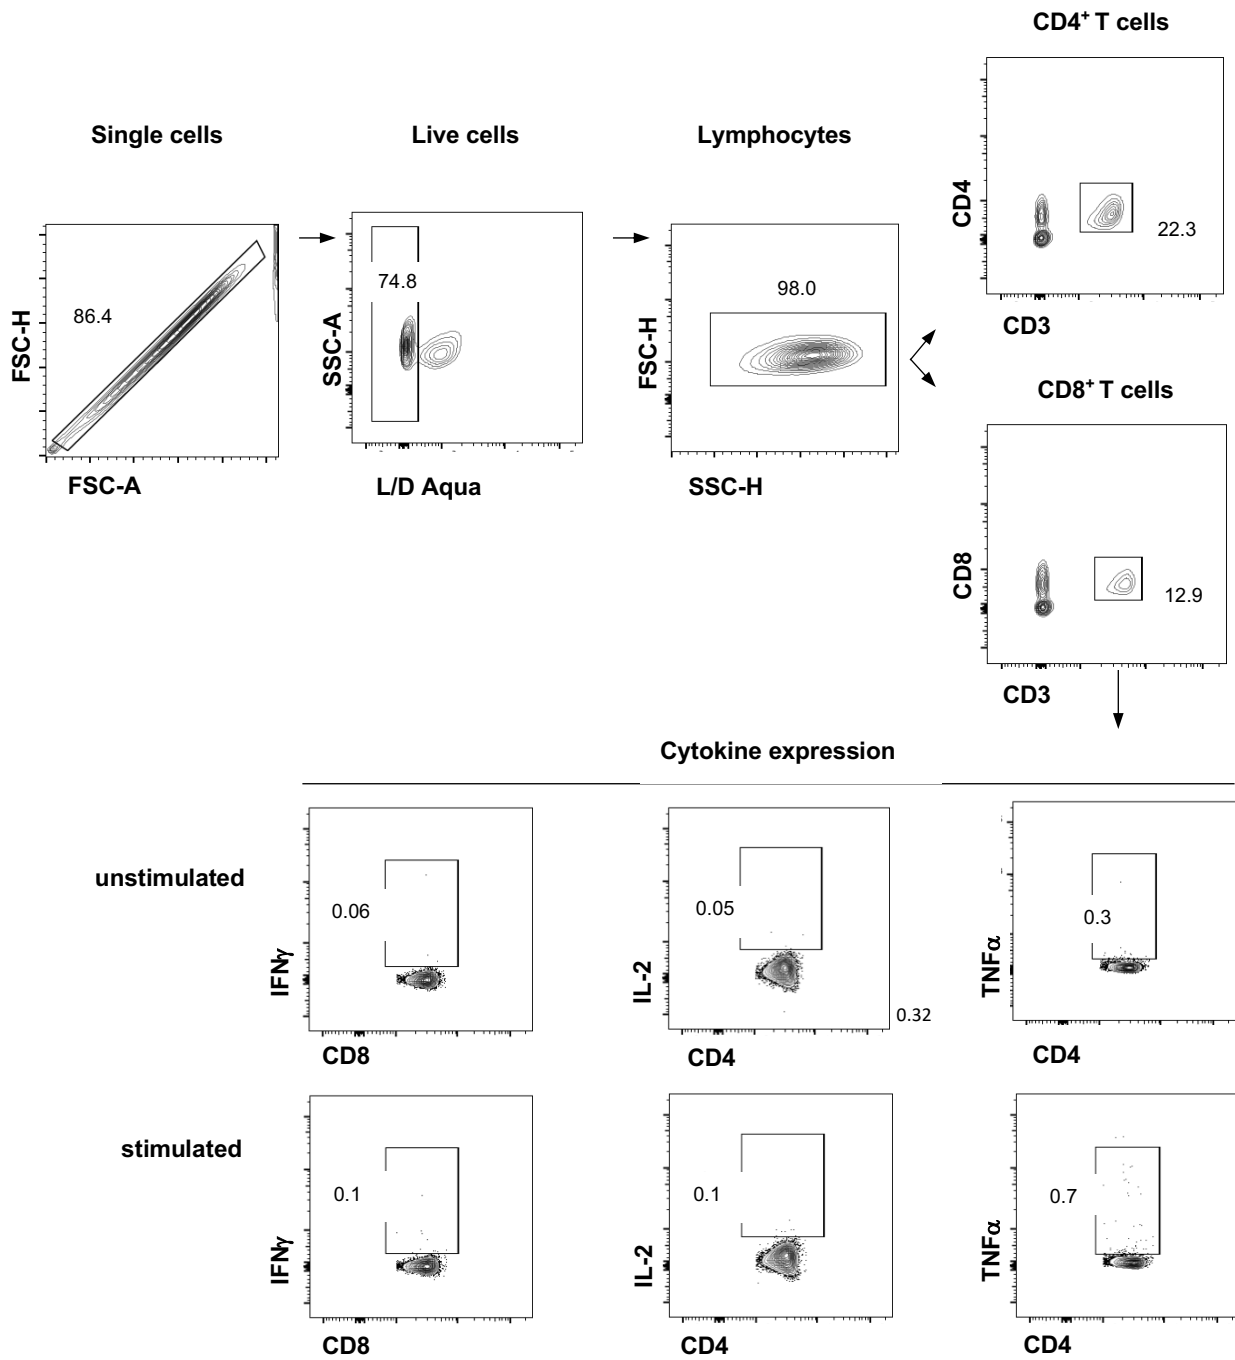 CD4⁺ T cells
Single cells
Live cells
Lymphocytes
FSC-H
86.4
FSC-A
SSC-A
74.8
L/D Aqua
FSC-H
98.0
SSC-H
CD4
22.3
CD3
CD8⁺ T cells
CD8
12.9
CD3
Cytokine expression
unstimulated
IFNγ
0.06
CD8
IL-2
0.05
0.32
CD4
TNFα
0.3
CD4
stimulated
IFNγ
0.1
CD8
IL-2
0.1
CD4
TNFα
0.7
CD4